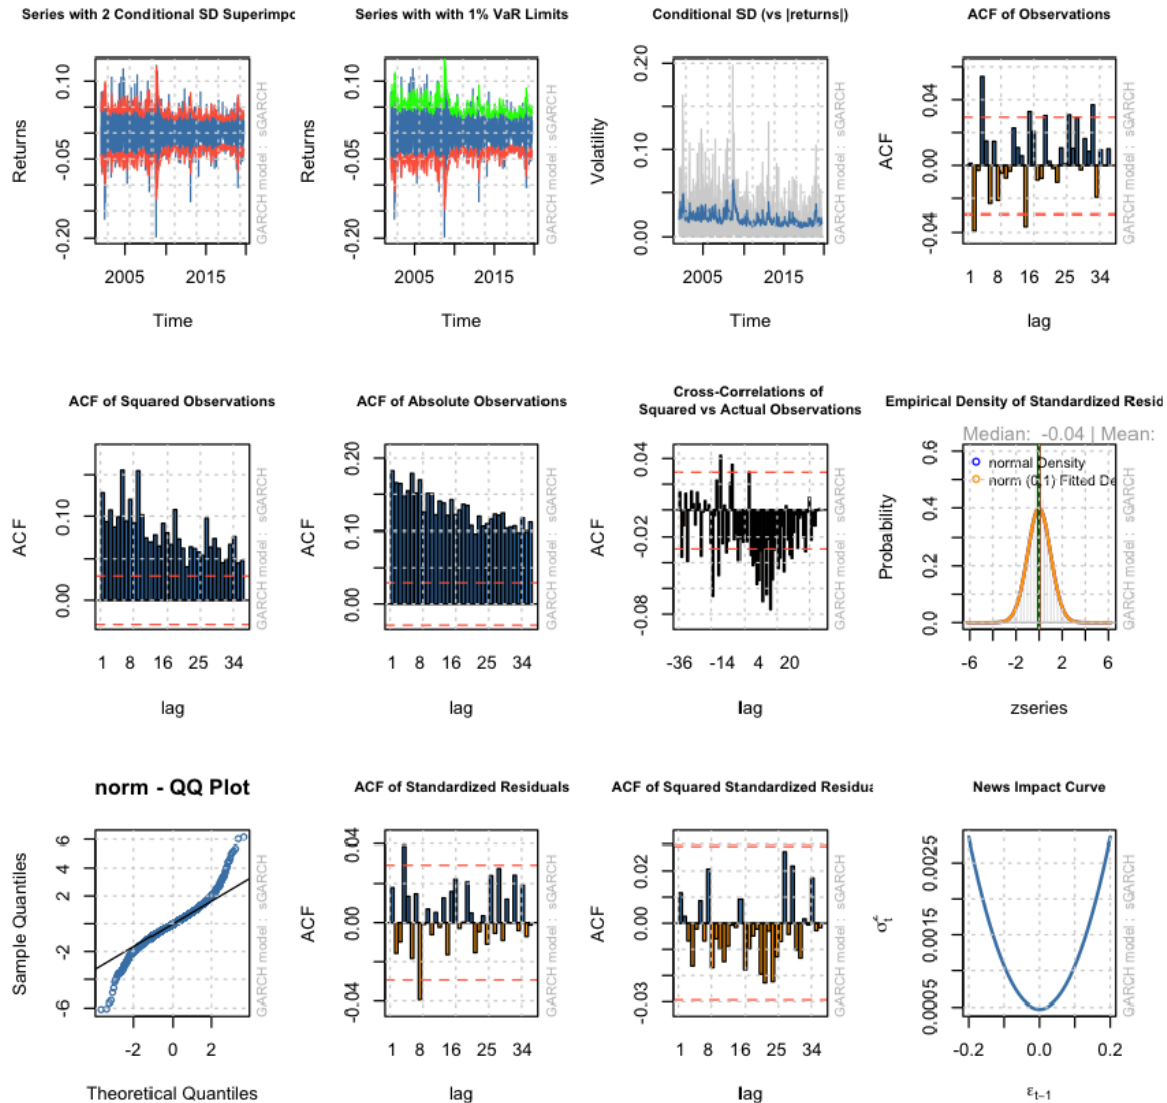 Series with 2 Conditional SD Superimpo
Returns
0.10
-0.05
-0.20
2005
2015
Time
GARCH model : sGARCH
Series with with 1% VaR Limits
Returns
0.10
-0.05
-0.20
2005
2015
Time
GARCH model : sGARCH
Conditional SD (vs |returns|)
Volatility
0.20
0.10
0.00
2005
2015
Time
GARCH model : sGARCH
ACF of Observations
ACF
0.04
0.00
-0.04
1 8 16 25 34
lag
GARCH model : sGARCH
ACF of Squared Observations
ACF
0.10
0.00
1 8 16 25 34
lag
GARCH model : sGARCH
ACF of Absolute Observations
ACF
0.20
0.10
0.00
1 8 16 25 34
lag
GARCH model : sGARCH
Cross-Correlations of
Squared vs Actual Observations
ACF
0.04
-0.02
-0.08
-36 -14 4 20
lag
GARCH model : sGARCH
Empirical Density of Standardized Resid
Median: -0.04 | Mean:
normal Density
norm (0,1) Fitted De
Probability
0.6
0.4
0.2
0.0
-6 -2 2 6
zseries
GARCH model : sGARCH
norm - QQ Plot
Sample Quantiles
6
2
-2
-6
-2 0 2
Theoretical Quantiles
GARCH model : sGARCH
ACF of Standardized Residuals
ACF
0.04
0.00
-0.04
1 8 16 25 34
lag
GARCH model : sGARCH
ACF of Squared Standardized Residua
ACF
0.03
0.00
-0.03
1 8 16 25 34
lag
GARCH model : sGARCH
News Impact Curve
0.0025
0.0015
0.0005
-0.2 0.0 0.2
εt−1
GARCH model : sGARCH